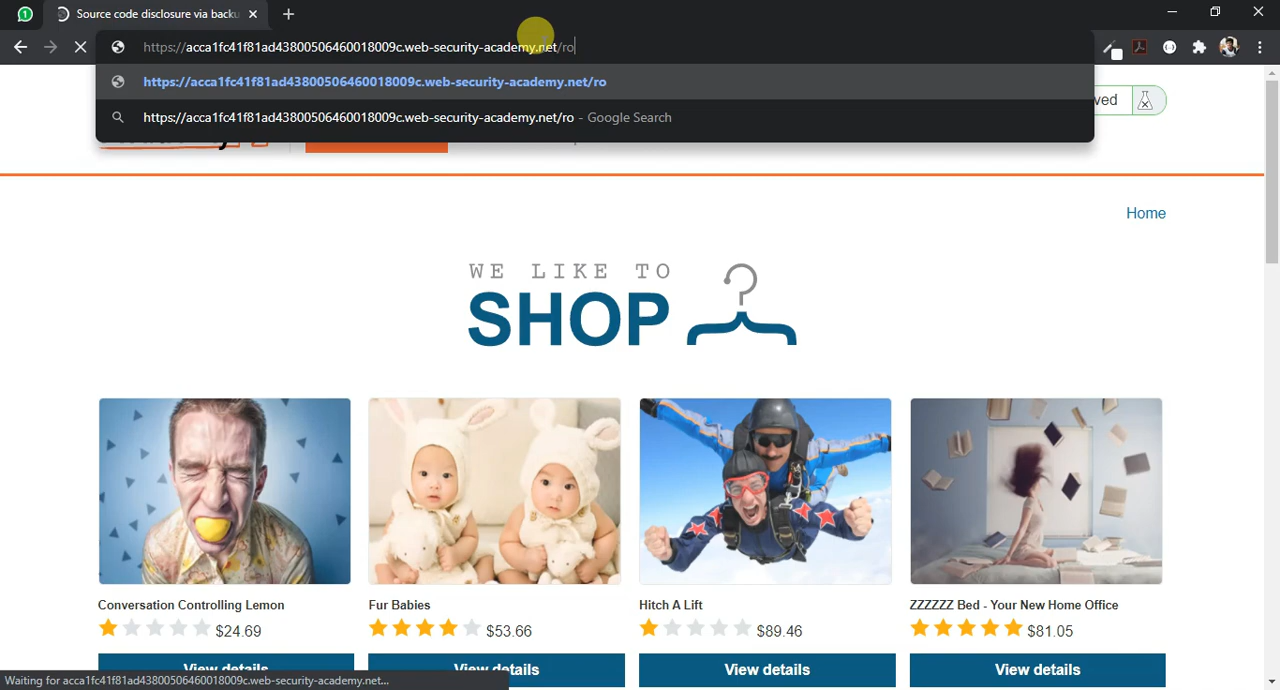 1
Source code disclosure via backu
https://acca1fc41f81ad43800506460018009c.web-security-academy.net/ro
https://acca1fc41f81ad43800506460018009c.web-security-academy.net/ro
https://acca1fc41f81ad43800506460018009c.web-security-academy.net/ro - Google Search
ved
Home
WE LIKE TO
SHOP
Conversation Controlling Lemon
Fur Babies
Hitch A Lift
ZZZZZZ Bed - Your New Home Office
$24.69
$53.66
$89.46
$81.05
View details
View details
View details
View details
Waiting for acca1fc41f81ad43800506460018009c.web-security-academy.net...